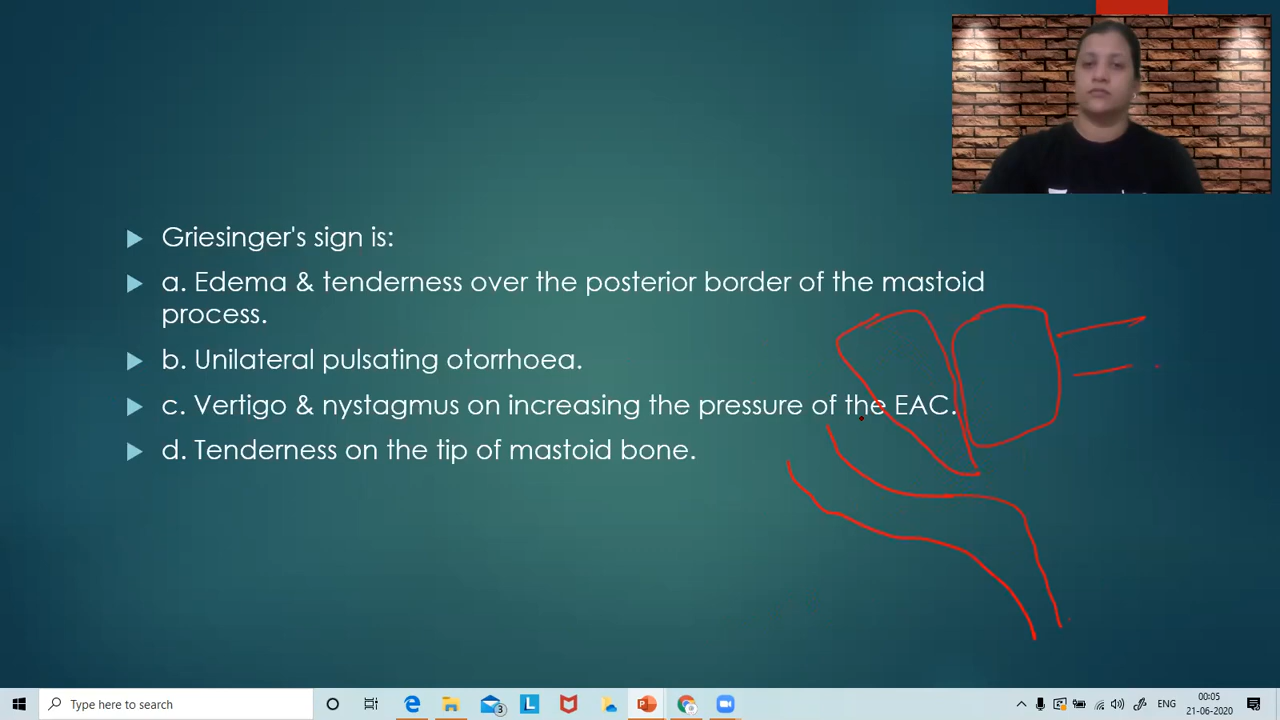 Griesinger's sign is:
a. Edema & tenderness over the posterior border of the mastoid
process.
b. Unilateral pulsating otorrhoea.
c. Vertigo & nystagmus on increasing the pressure of the EAC.
d. Tenderness on the tip of mastoid bone.
Type here to search
3
L
ENG
00:05
21-06-2020